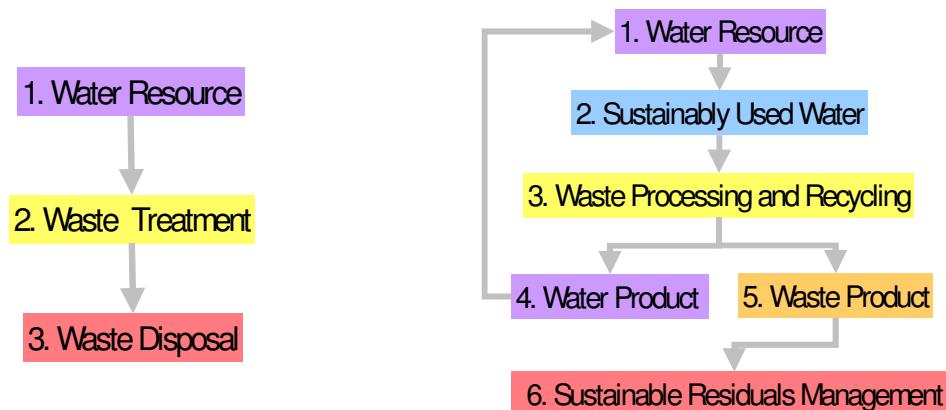 1. Water Resource
2. Waste Treatment
3. Waste Disposal
1. Water Resource
2. Sustainably Used Water
3. Waste Processing and Recycling
4. Water Product
5. Waste Product
6. Sustainable Residuals Management